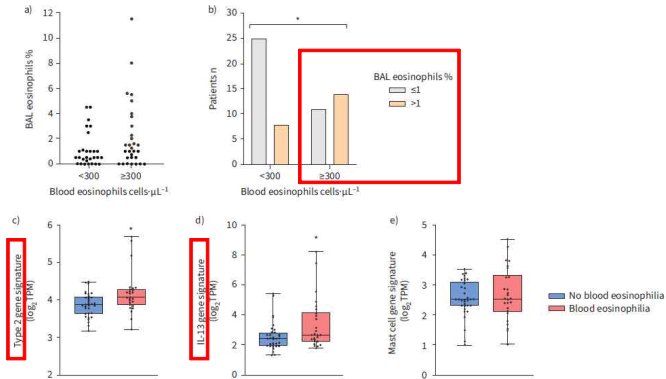 a)
BAL eosinophils %
12
10
8
6
4
2
0
<300
≥300
Blood eosinophils cells·μL⁻¹
b)
Patients n
30
25
20
15
10
5
0
*
BAL eosinophils %
≤1
>1
<300
≥300
Blood eosinophils cells·μL⁻¹
c)
Type 2 gene signature
(log₂ TPM)
6
5
4
3
2
*
d)
IL-13 gene signature
(log₂ TPM)
10
8
6
4
2
0
*
e)
Mast cell gene signature
(log₂ TPM)
5
4
3
2
1
0
No blood eosinophilia
Blood eosinophilia